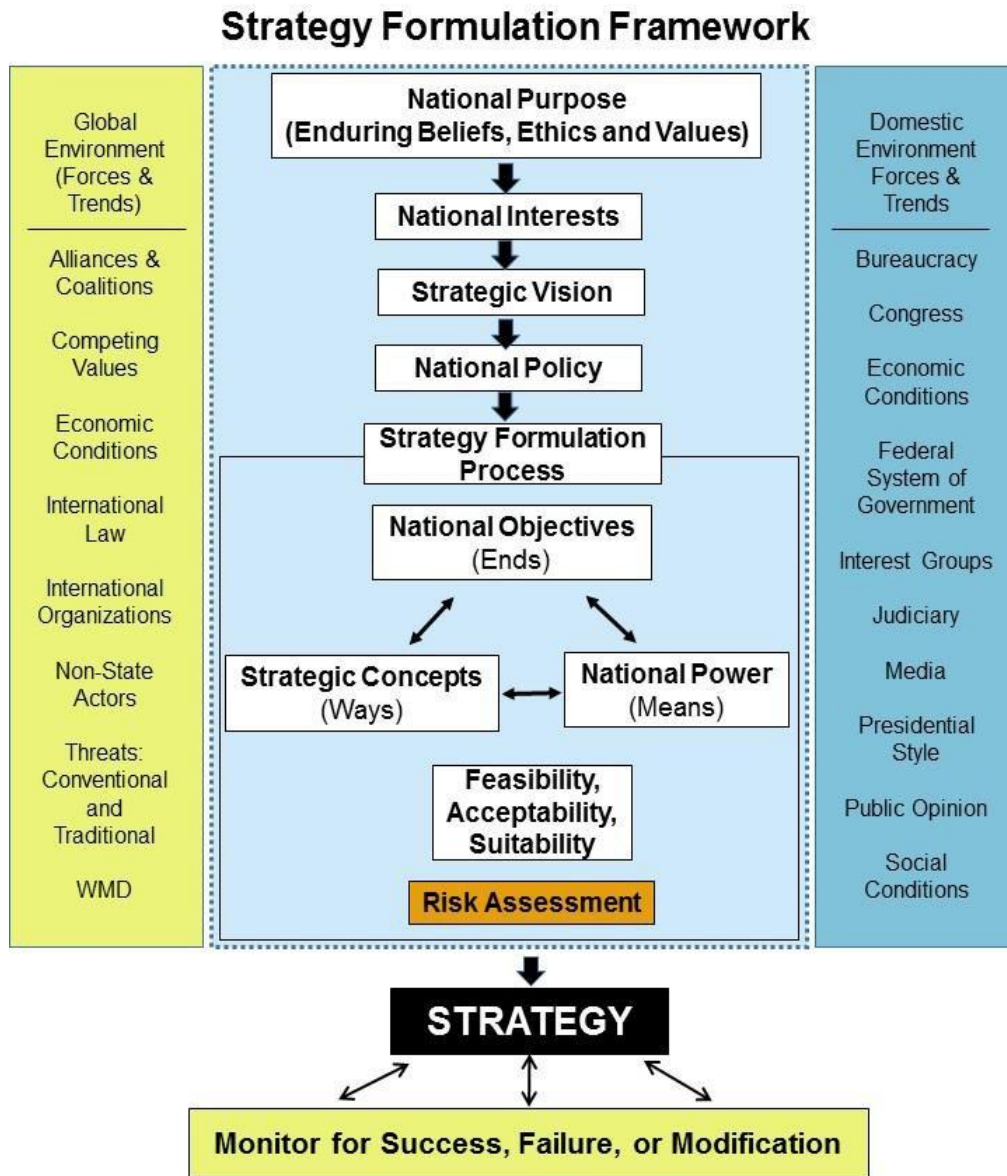 Strategy Formulation Framework
Global
Environment
(Forces &
Trends)
Alliances &
Coalitions
Competing
Values
Economic
Conditions
International
Law
International
Organizations
Non-State
Actors
Threats:
Conventional
and
Traditional
WMD
National Purpose
(Enduring Beliefs, Ethics and Values)
National Interests
Strategic Vision
National Policy
Strategy Formulation
Process
National Objectives
(Ends)
Strategic Concepts
(Ways)
National Power
(Means)
Feasibility,
Acceptability,
Suitability
Risk Assessment
Domestic
Environment
Forces &
Trends
Bureaucracy
Congress
Economic
Conditions
Federal
System of
Government
Interest Groups
Judiciary
Media
Presidential
Style
Public Opinion
Social
Conditions
STRATEGY
Monitor for Success, Failure, or Modification